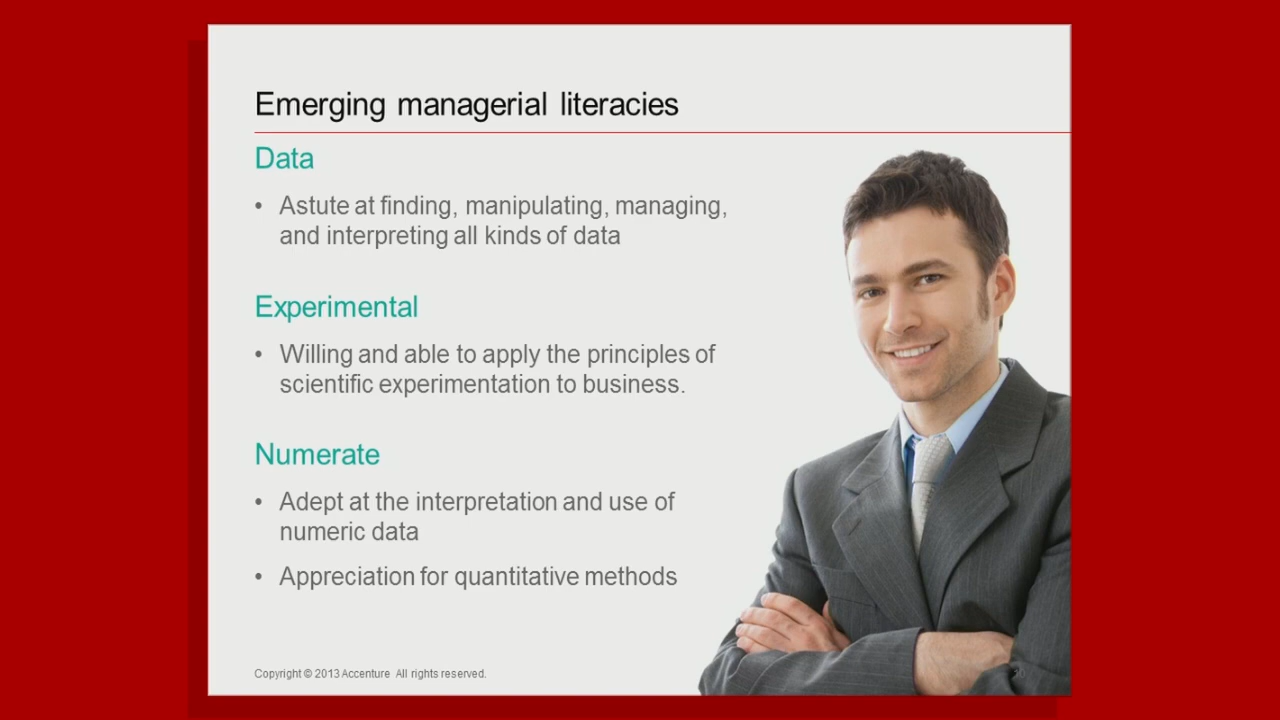 Emerging managerial literacies
Data
• Astute at finding, manipulating, managing,
and interpreting all kinds of data
Experimental
• Willing and able to apply the principles of
scientific experimentation to business.
Numerate
• Adept at the interpretation and use of
numeric data
• Appreciation for quantitative methods
Copyright © 2013 Accenture All rights reserved.